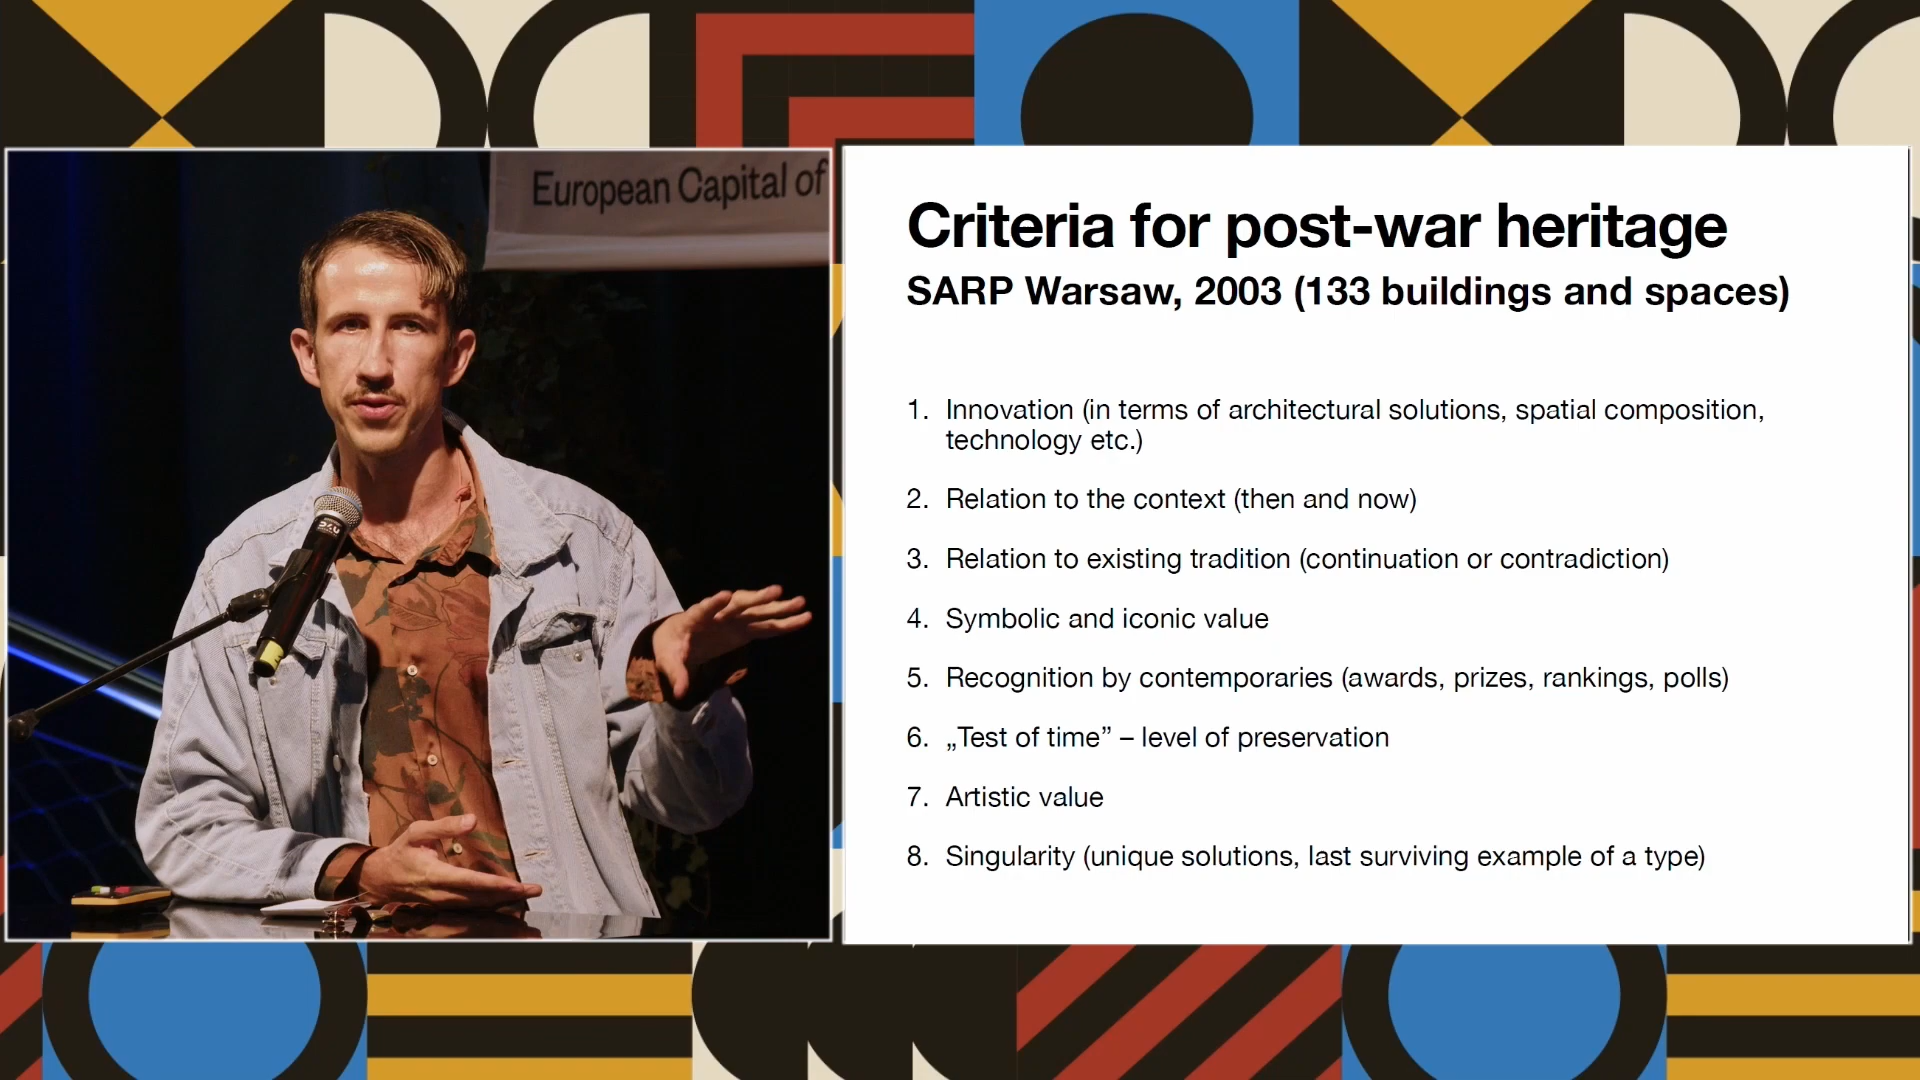 European Capital of
Criteria for post-war heritage
SARP Warsaw, 2003 (133 buildings and spaces)
1. Innovation (in terms of architectural solutions, spatial composition,
technology etc.)
2. Relation to the context (then and now)
3. Relation to existing tradition (continuation or contradiction)
4. Symbolic and iconic value
5. Recognition by contemporaries (awards, prizes, rankings, polls)
6. „Test of time” – level of preservation
7. Artistic value
8. Singularity (unique solutions, last surviving example of a type)